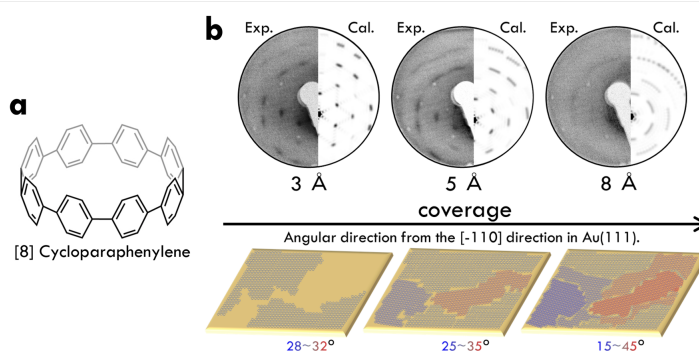 a
[8] Cycloparaphenylene
b
Exp. Cal. Exp. Cal. Exp. Cal.
3 Å 5 Å 8 Å
coverage
Angular direction from the [-110] direction in Au(111).
28~32° 25~35° 15~45°